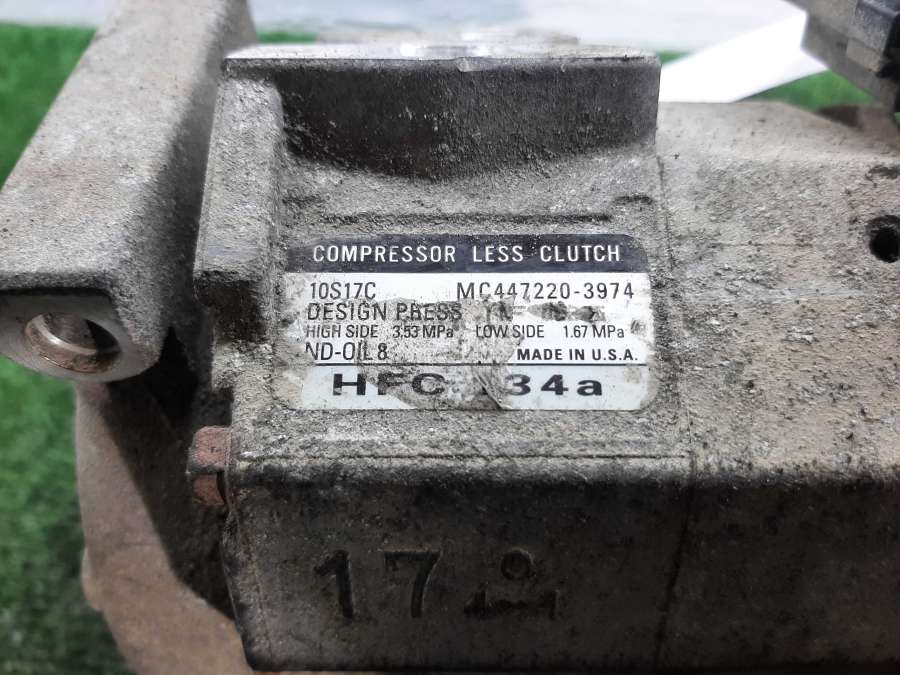 COMPRESSOR LESS CLUTCH
10S17C MC447220-3974
DESIGN PRESS
HIGH SIDE 3.53 MPa LOW SIDE 1.67 MPa
ND-OIL 8 MADE IN U.S.A.
HFC 34a
17